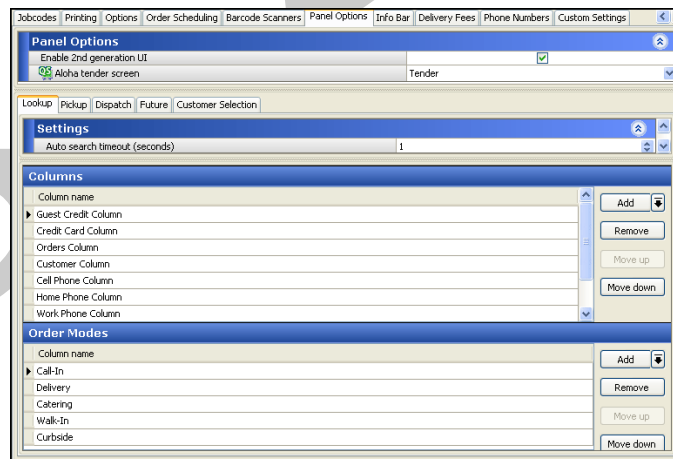 Jobcodes Printing Options Order Scheduling Barcode Scanners Panel Options Info Bar Delivery Fees Phone Numbers Custom Settings
Panel Options
Enable 2nd generation UI
QS Aloha tender screen Tender
Lookup Pickup Dispatch Future Customer Selection
Settings
Auto search timeout (seconds) 1
Columns
Column name
Guest Credit Column
Credit Card Column
Orders Column
Customer Column
Cell Phone Column
Home Phone Column
Work Phone Column
Add
Remove
Move up
Move down
Order Modes
Column name
Call-In
Delivery
Catering
Walk-In
Curbside
Add
Remove
Move up
Move down